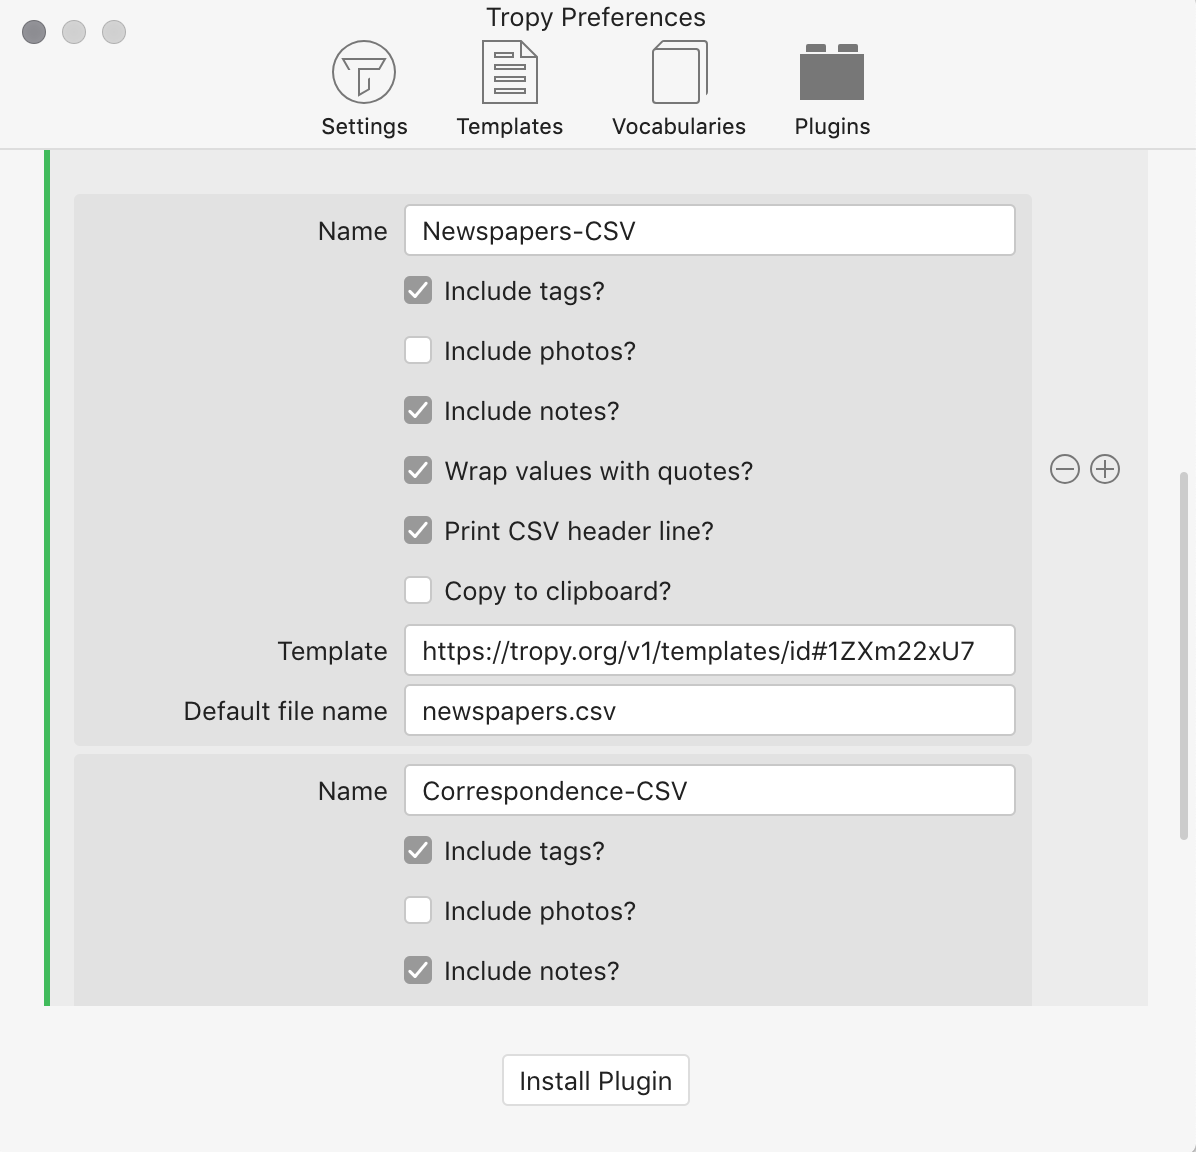 Tropy Preferences
Settings Templates Vocabularies Plugins
Name Newspapers-CSV
Include tags?
Include photos?
Include notes?
Wrap values with quotes?
Print CSV header line?
Copy to clipboard?
Template https://tropy.org/v1/templates/id#1ZXm22xU7
Default file name newspapers.csv
Name Correspondence-CSV
Include tags?
Include photos?
Include notes?
Install Plugin